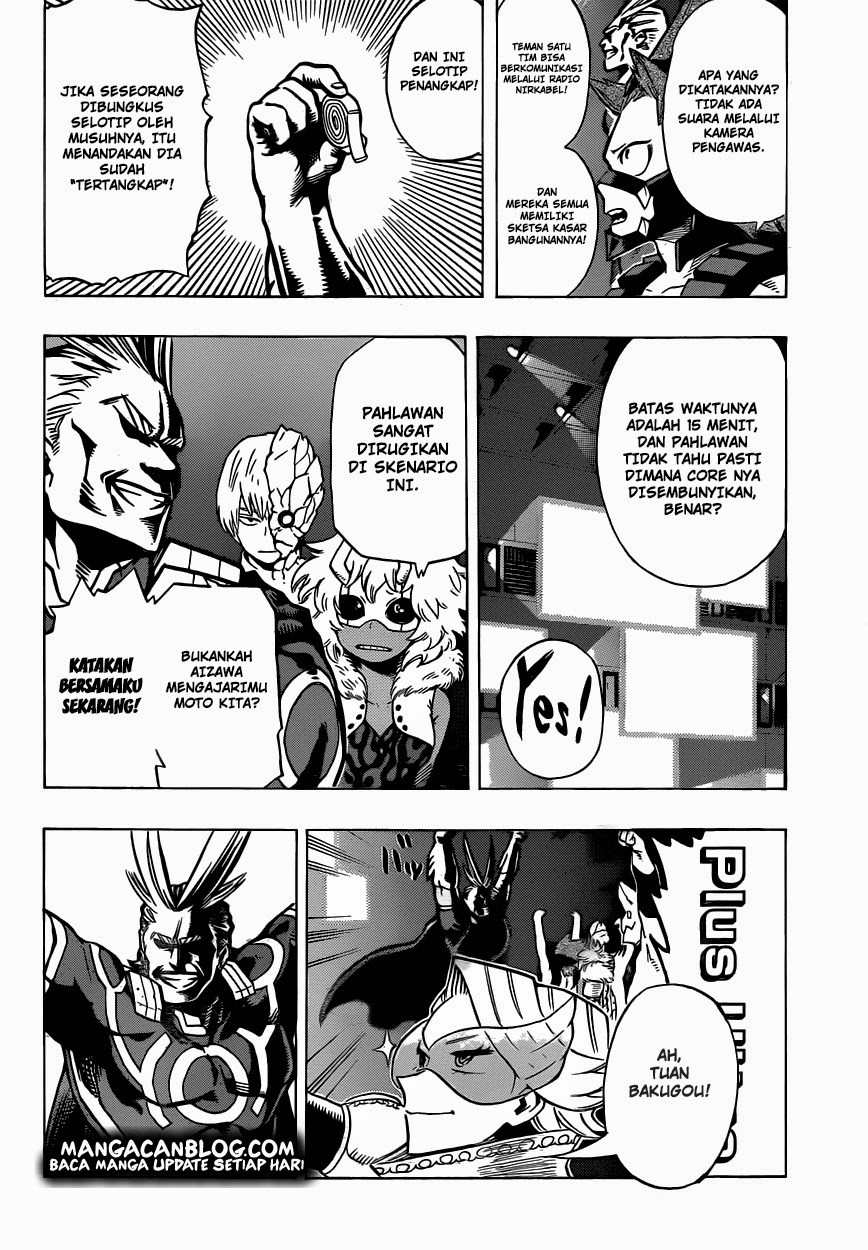 APA YANG
DIKATAKANNYA?
TIDAK ADA
SUARA MELALUI
KAMERA
PENGAWAS.
TEMAN SATU
TIM BISA
BERKOMUNIKASI
MELALUI RADIO
NIRKABEL!
DAN
MEREKA SEMUA
MEMILIKI
SKETSA KASAR
BANGUNANNYA!
DAN INI
SELOTIP
PENANGKAP!
JIKA SESEORANG
DIBUNGKUS
SELOTIP OLEH
MUSUHNYA, ITU
MENANDAKAN DIA
SUDAH
"TERTANGKAP"!
BATAS WAKTUNYA
ADALAH 15 MENIT,
DAN PAHLAWAN
TIDAK TAHU PASTI
DIMANA CORE NYA
DISEMBUNYIKAN,
BENAR?
Yes!
PAHLAWAN
SANGAT
DIRUGIKAN
DI SKENARIO
INI.
BUKANKAH
AIZAWA
MENGAJARIMU
MOTO KITA?
KATAKAN
BERSAMAKU
SEKARANG!
Plus
AH,
TUAN
BAKUGOU!
MANGACANBLOG.COM
BACA MANGA UPDATE SETIAP HARI